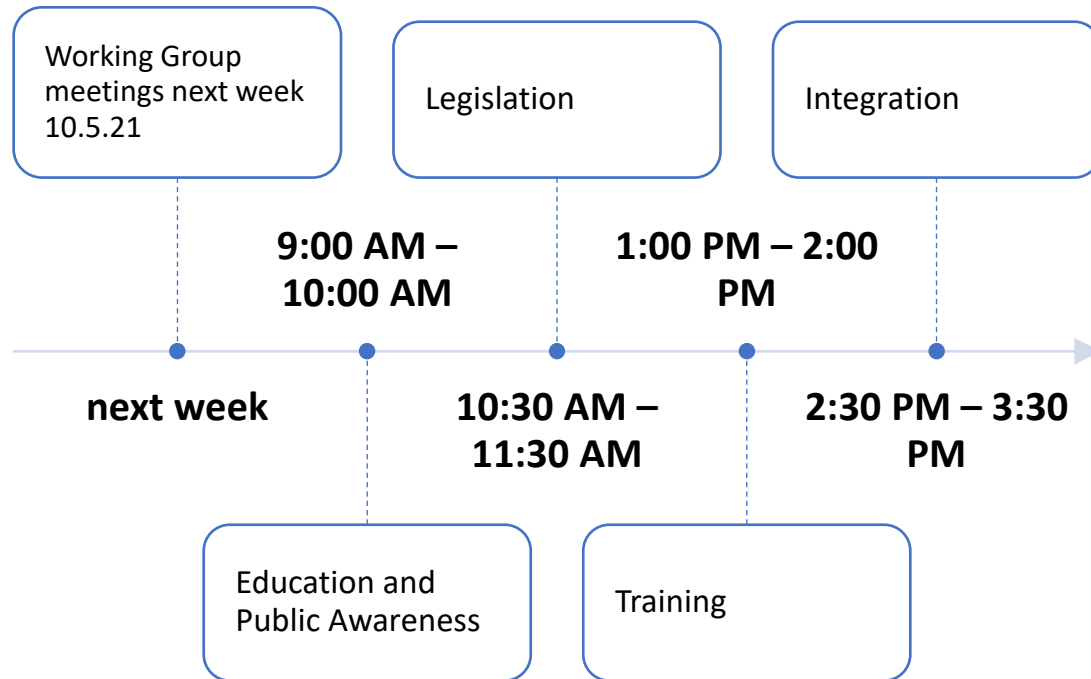 Working Group
meetings next week
10.5.21
next week
9:00 AM –
10:00 AM
Education and
Public Awareness
Legislation
10:30 AM –
11:30 AM
1:00 PM – 2:00
PM
Training
Integration
2:30 PM – 3:30
PM